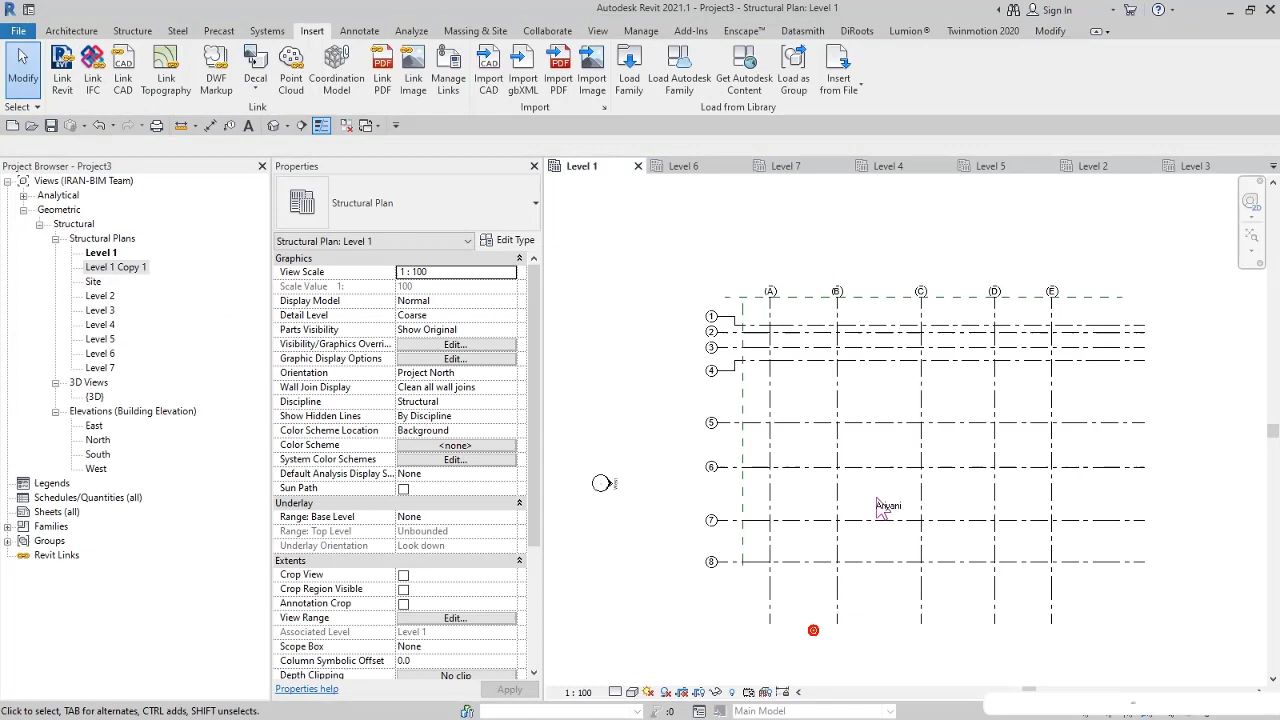 Autodesk Revit 2021.1 - Project3 - Structural Plan: Level 1
Sign In
File Architecture Structure Steel Precast Systems Insert Annotate Analyze Massing & Site Collaborate View Manage Add-Ins Enscape™ Datasmith DiRoots Lumion® Twinmotion 2020 Modify
Modify
Link Revit
Link IFC
Link CAD
Link Topography
DWF Markup
Decal
Point Cloud
Coordination Model
Link PDF
Link Image
Manage Links
Import CAD
Import gbXML
Import PDF
Import Image
Load Family
Load Autodesk Family
Get Autodesk Content
Load as Group
Insert from File
Select
Link
Import
Load from Library
Project Browser - Project3
Views (IRAN-BIM Team)
Analytical
Geometric
Structural
Structural Plans
Level 1
Level 1 Copy 1
Site
Level 2
Level 3
Level 4
Level 5
Level 6
Level 7
3D Views
{3D}
Elevations (Building Elevation)
East
North
South
West
Legends
Schedules/Quantities (all)
Sheets (all)
Families
Groups
Revit Links
Properties
Structural Plan
Structural Plan: Level 1 Edit Type
Graphics
View Scale 1 : 100
Scale Value 1: 100
Display Model Normal
Detail Level Coarse
Parts Visibility Show Original
Visibility/Graphics Overri... Edit...
Graphic Display Options Edit...
Orientation Project North
Wall Join Display Clean all wall joins
Discipline Structural
Show Hidden Lines By Discipline
Color Scheme Location Background
Color Scheme <none>
System Color Schemes Edit...
Default Analysis Display S... None
Sun Path
Underlay
Range: Base Level None
Range: Top Level Unbounded
Underlay Orientation Look down
Extents
Crop View
Crop Region Visible
Annotation Crop
View Range Edit...
Associated Level Level 1
Scope Box None
Column Symbolic Offset 0.0
Depth Clipping No clip
Properties help Apply
Level 1 Level 6 Level 7 Level 4 Level 5 Level 2 Level 3
2D
A B C D E
1
2
3
4
5
6
Ariyani
7
8
1 : 100
Click to select, TAB for alternates, CTRL adds, SHIFT unselects.
:0
Main Model